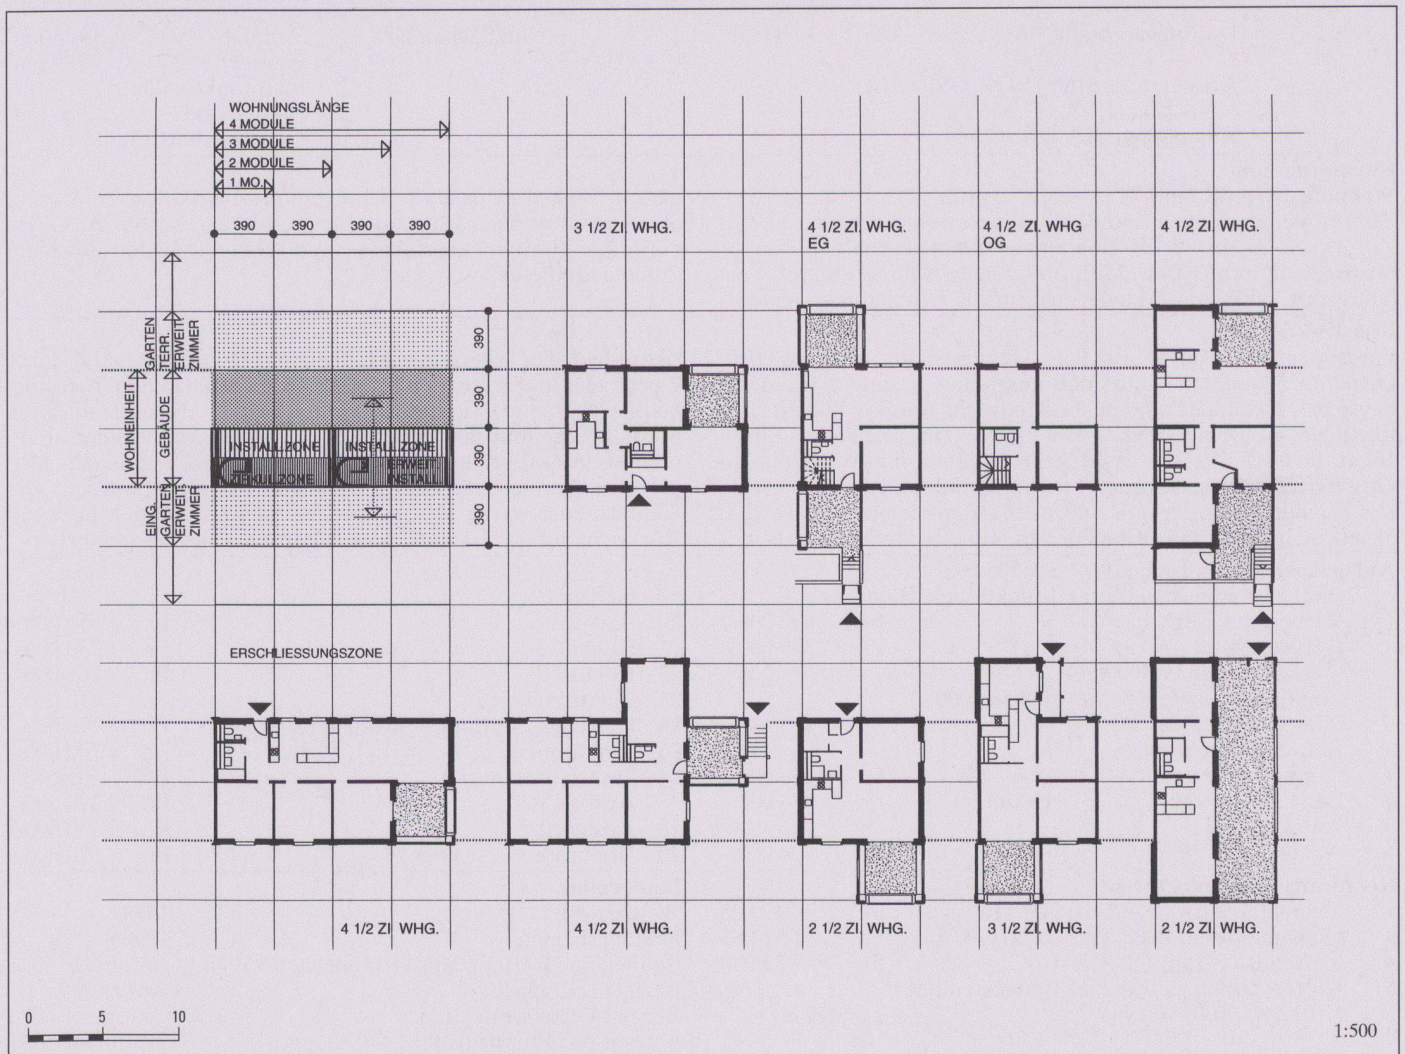 WOHNUNGSLÄNGE
4 MODULE
3 MODULE
2 MODULE
1 MO.
390 390 390 390
3 1/2 ZI. WHG.
4 1/2 ZI. WHG.
EG
4 1/2 ZI. WHG
OG
4 1/2 ZI. WHG.
GARTEN
TERR.
ERWEIT.
ZIMMER
390
390
390
390
WOHNEINHEIT
GEBÄUDE
INSTALL.ZONE INSTALL.ZONE
ZIRKUL.ZONE ERWEIT.
INSTALL.
EING.
GARTEN
ERWEIT.
ZIMMER
ERSCHLIESSUNGSZONE
4 1/2 ZI. WHG.
4 1/2 ZI. WHG.
2 1/2 ZI. WHG.
3 1/2 ZI. WHG.
2 1/2 ZI. WHG.
0 5 10
1:500